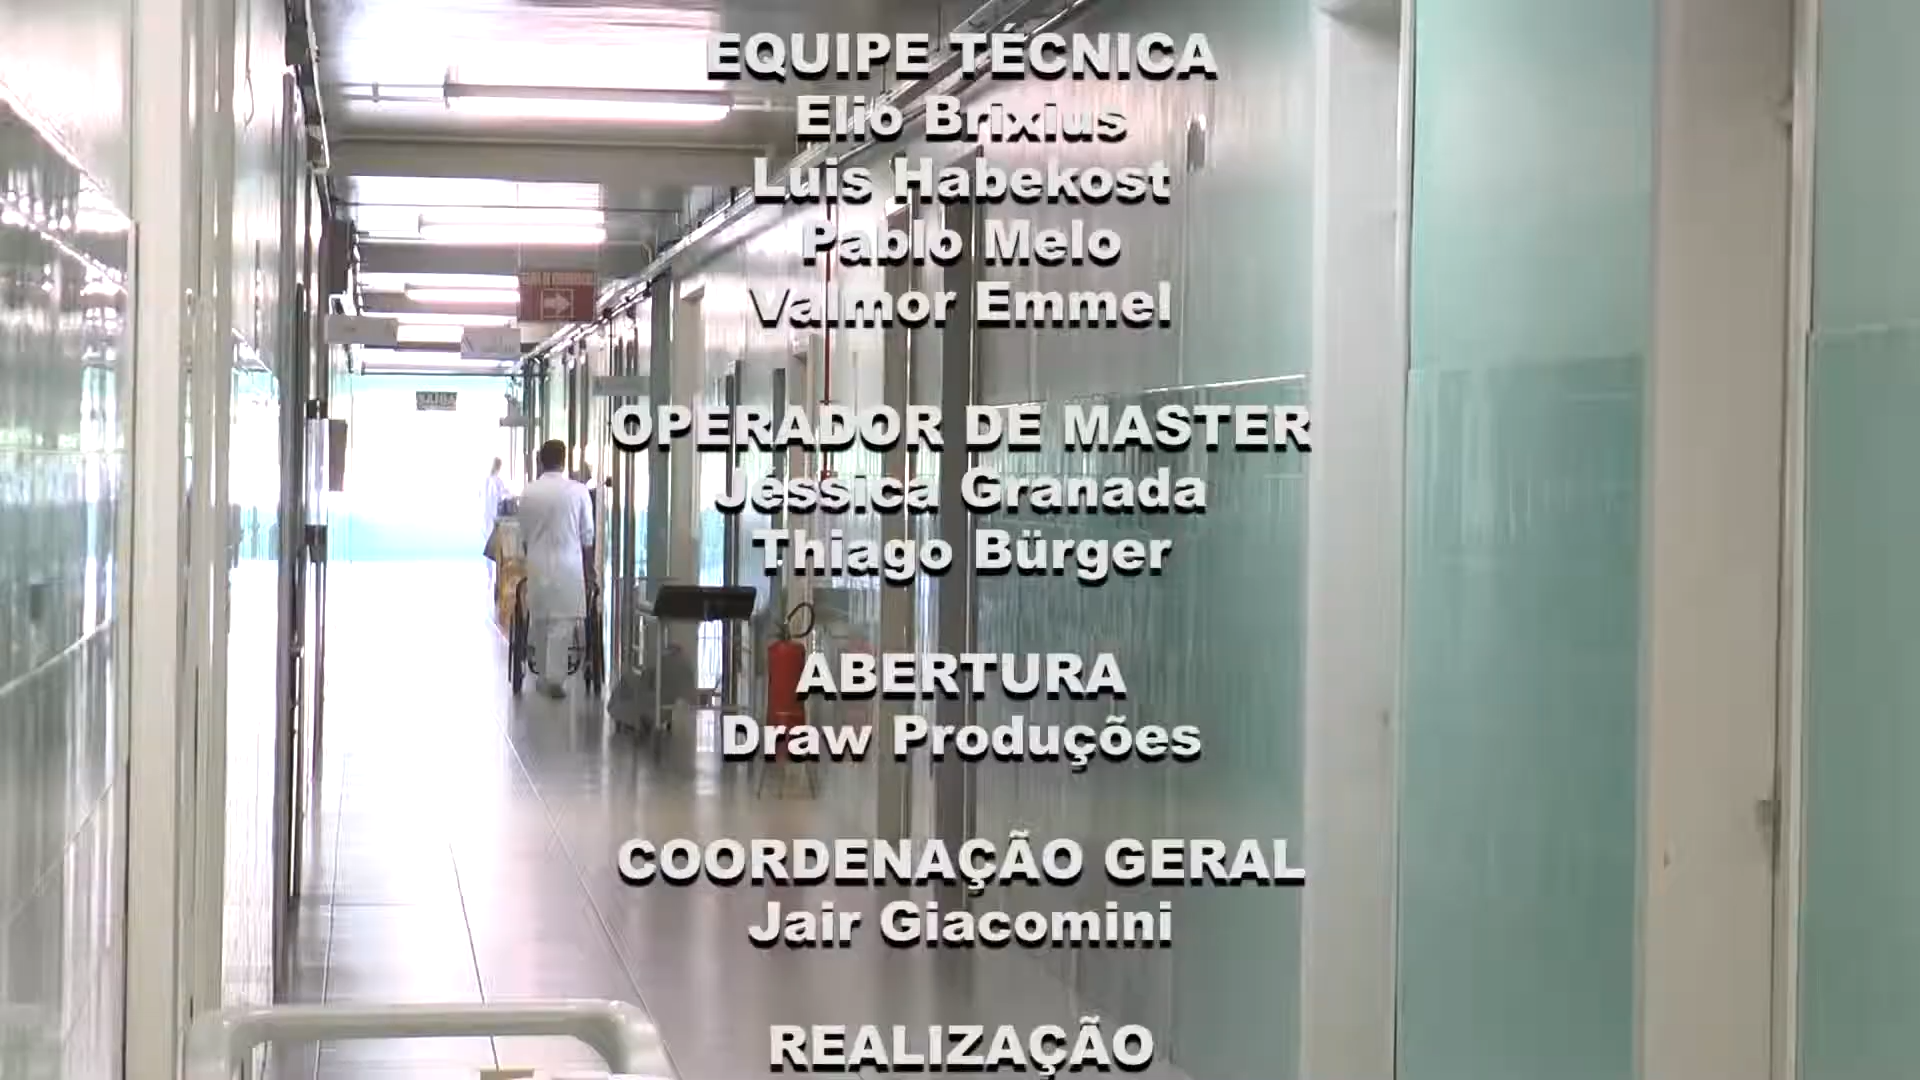 EQUIPE TÉCNICA
Elio Brixius
Luis Habekost
Pablo Melo
Valmor Emmel
OPERADOR DE MASTER
Jéssica Granada
Thiago Bürger
ABERTURA
Draw Produções
COORDENAÇÃO GERAL
Jair Giacomini
REALIZAÇÃO
SAÍDA